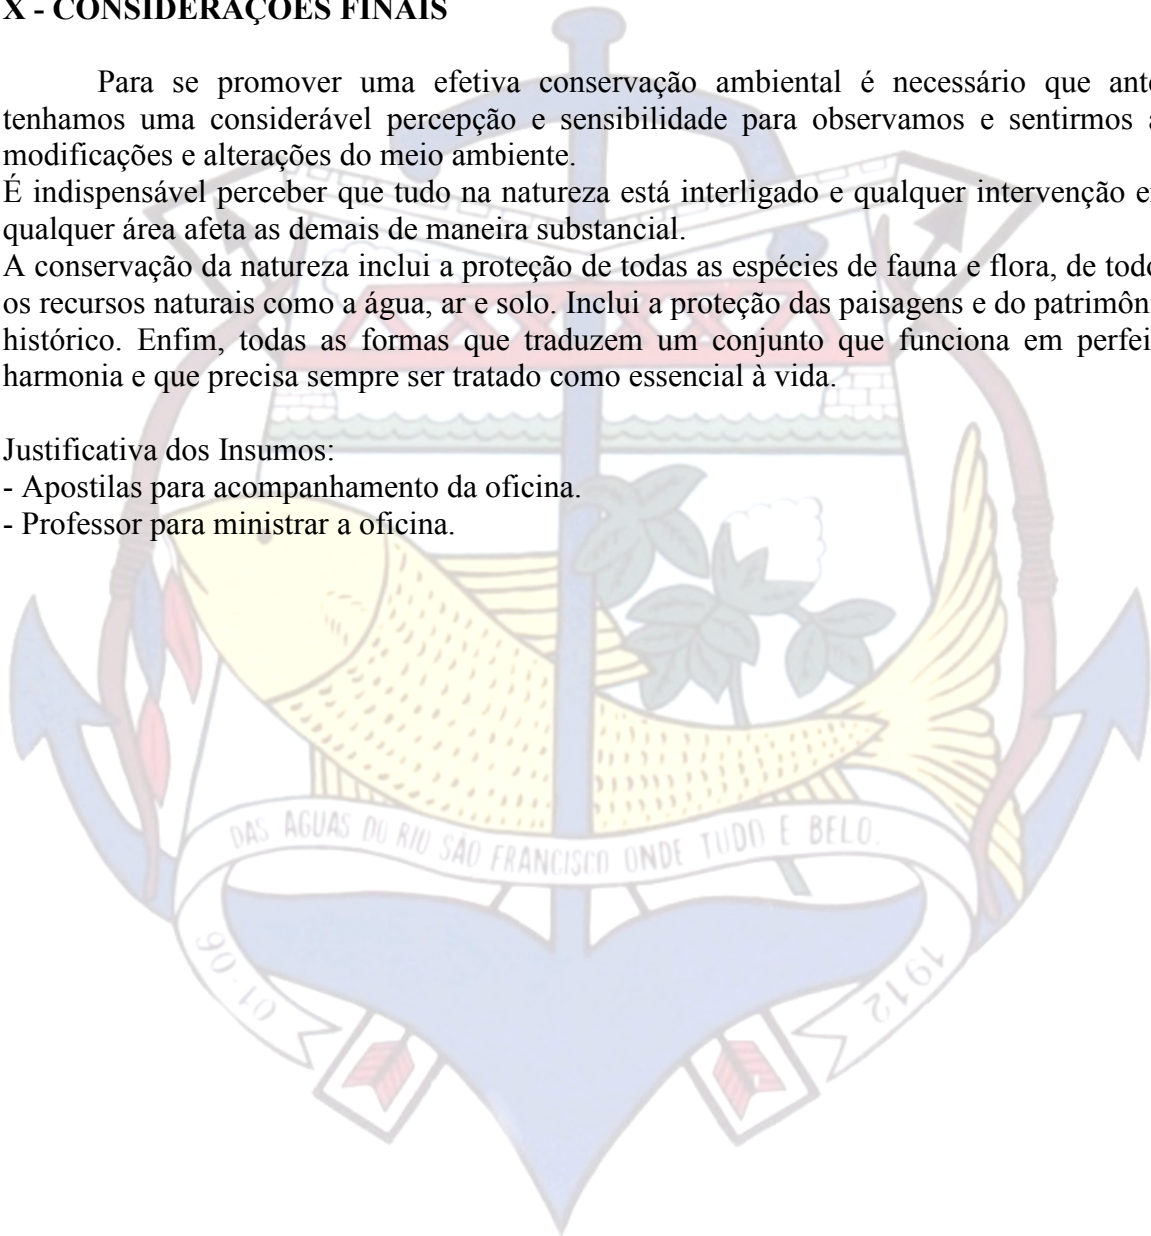 X - CONSIDERAÇÕES FINAIS
Para se promover uma efetiva conservação ambiental é necessário que ant
tenhamos uma considerável percepção e sensibilidade para observamos e sentirmos a
modificações e alterações do meio ambiente.
É indispensável perceber que tudo na natureza está interligado e qualquer intervenção e
qualquer área afeta as demais de maneira substancial.
A conservação da natureza inclui a proteção de todas as espécies de fauna e flora, de todo
os recursos naturais como a água, ar e solo. Inclui a proteção das paisagens e do patrimôni
histórico. Enfim, todas as formas que traduzem um conjunto que funciona em perfei
harmonia e que precisa sempre ser tratado como essencial à vida.
Justificativa dos Insumos:
- Apostilas para acompanhamento da oficina.
- Professor para ministrar a oficina.
DAS AGUAS DO RIO SÃO FRANCISCO ONDE TUDO E BELO.
01-06
1912